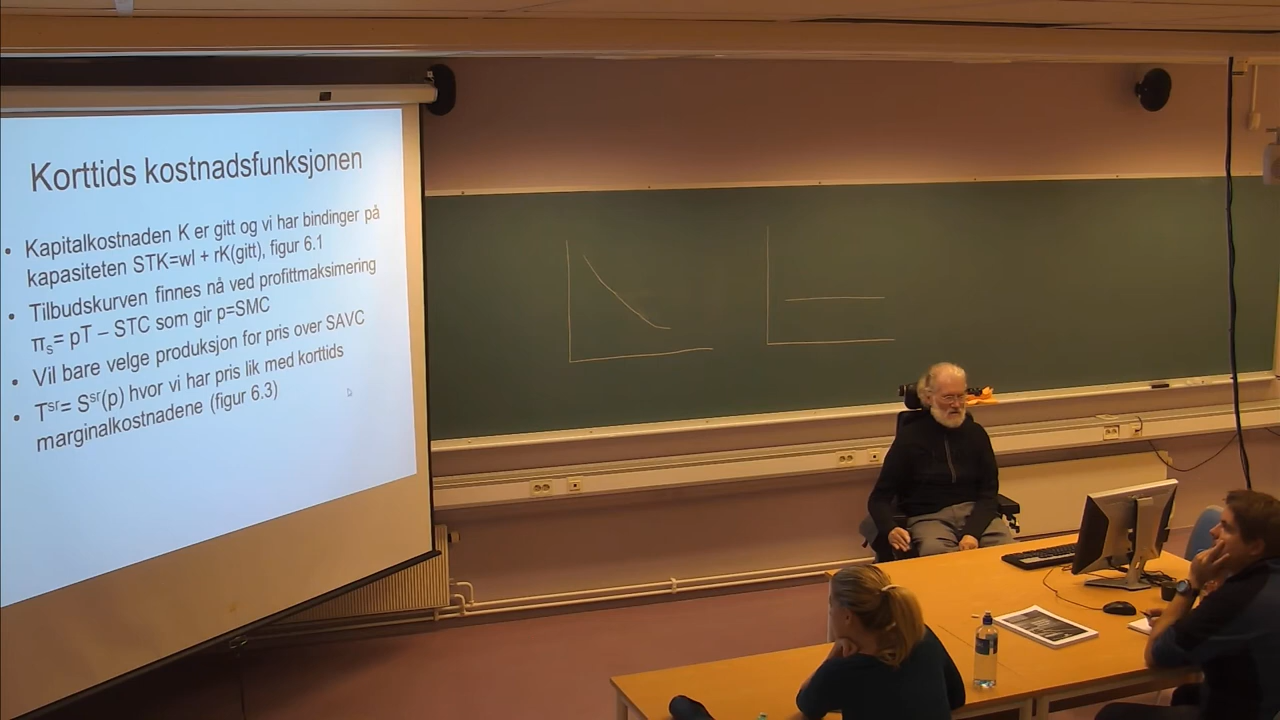 Korttids kostnadsfunksjonen
• Kapitalkostnaden K er gitt og vi har bindinger på
kapasiteten STK=wl + rK(gitt), figur 6.1
• Tilbudskurven finnes nå ved profittmaksimering
πs= pT – STC som gir p=SMC
• Vil bare velge produksjon for pris over SAVC
• Tsr= Ssr(p) hvor vi har pris lik med korttids
marginalkostnadene (figur 6.3)